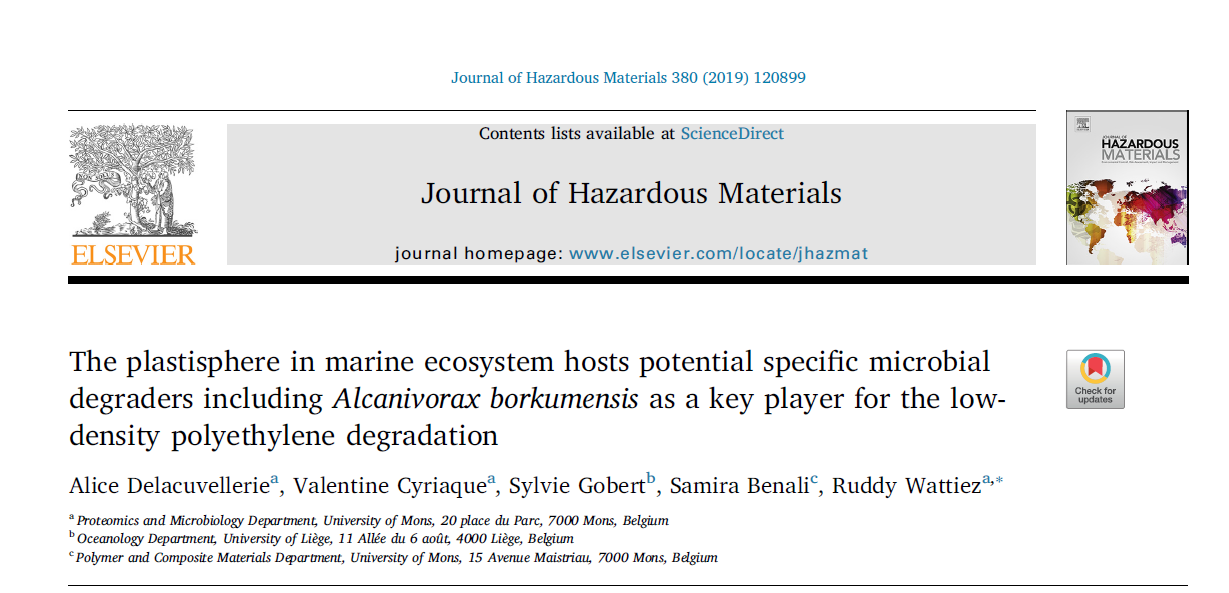 Journal of Hazardous Materials 380 (2019) 120899
Contents lists available at ScienceDirect
Journal of Hazardous Materials
journal homepage: www.elsevier.com/locate/jhazmat
ELSEVIER
JOURNAL OF
HAZARDOUS
MATERIALS
The plastisphere in marine ecosystem hosts potential specific microbial
degraders including Alcanivorax borkumensis as a key player for the low-
density polyethylene degradation
Check for
updates
Alice Delacuvellerieᵃ, Valentine Cyriaqueᵃ, Sylvie Gobertᵇ, Samira Benaliᶜ, Ruddy Wattiezᵃ,*
ᵃ Proteomics and Microbiology Department, University of Mons, 20 place du Parc, 7000 Mons, Belgium
ᵇ Oceanology Department, University of Liège, 11 Allée du 6 août, 4000 Liège, Belgium
ᶜ Polymer and Composite Materials Department, University of Mons, 15 Avenue Maistriau, 7000 Mons, Belgium